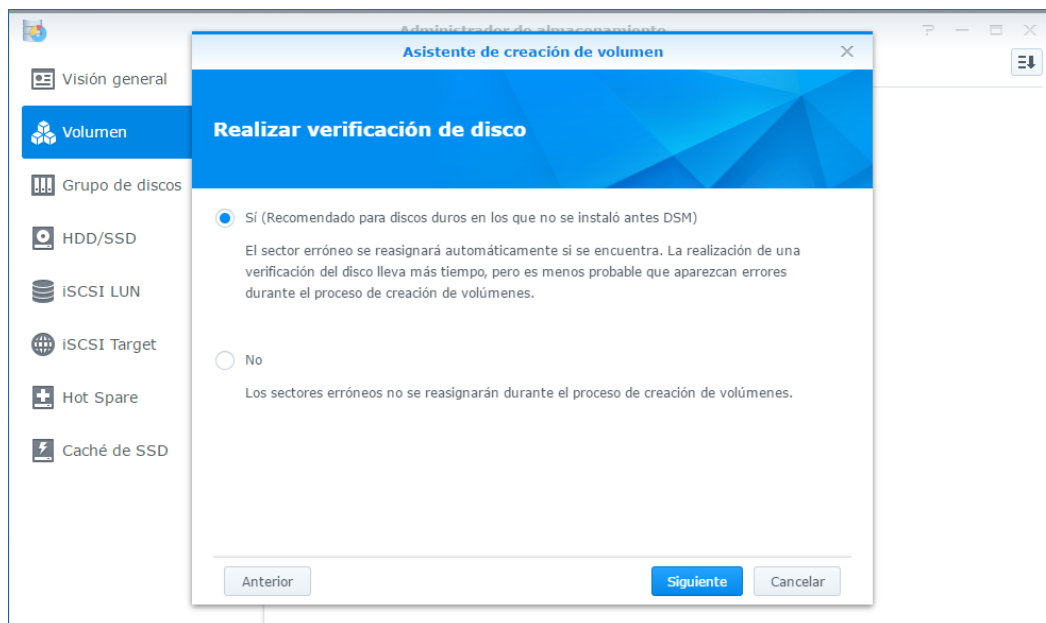 Administrador de almacenamiento
Asistente de creación de volumen
Visión general
Volumen
Grupo de discos
HDD/SSD
iSCSI LUN
iSCSI Target
Hot Spare
Caché de SSD
Realizar verificación de disco
Sí (Recomendado para discos duros en los que no se instaló antes DSM)
El sector erróneo se reasignará automáticamente si se encuentra. La realización de una
verificación del disco lleva más tiempo, pero es menos probable que aparezcan errores
durante el proceso de creación de volúmenes.
No
Los sectores erróneos no se reasignarán durante el proceso de creación de volúmenes.
Anterior
Siguiente
Cancelar